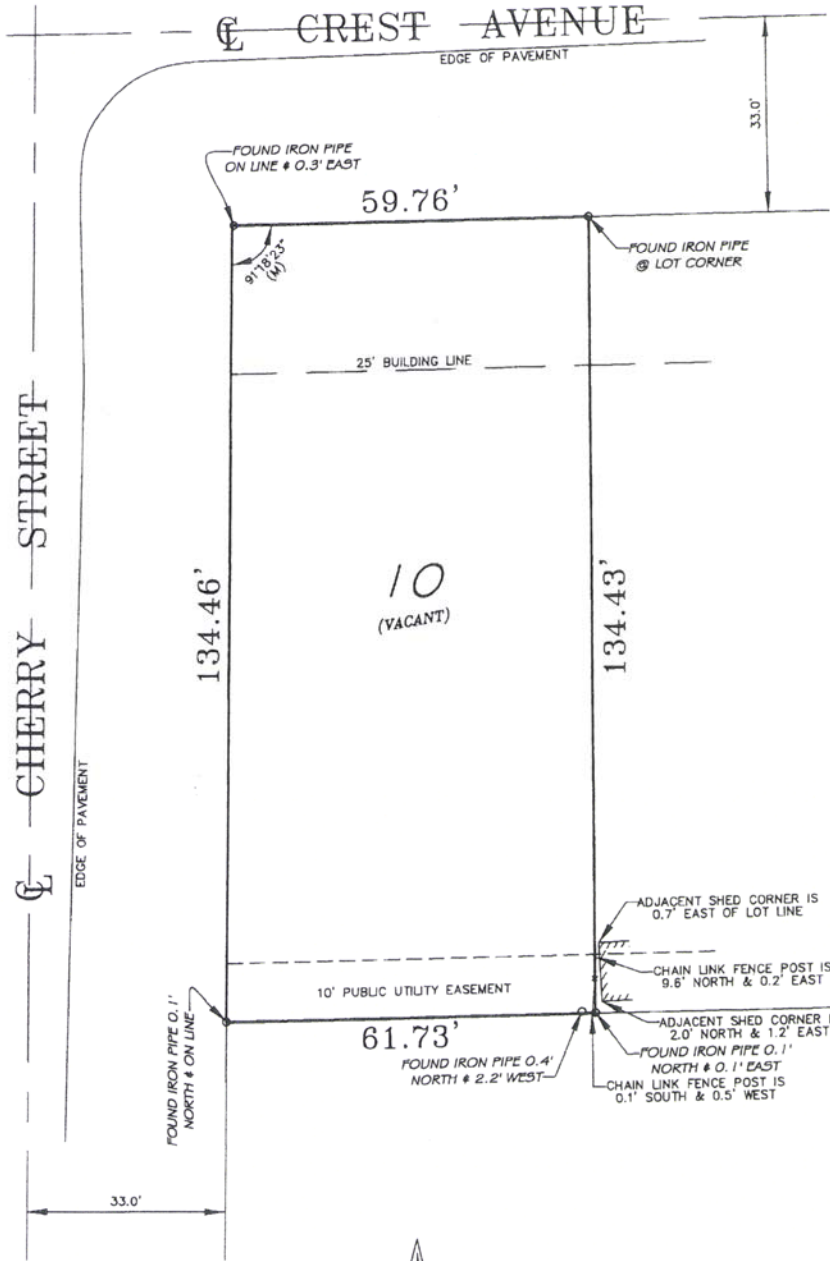 ℄ CREST AVENUE
EDGE OF PAVEMENT
33.0'
FOUND IRON PIPE
ON LINE & 0.3' EAST
59.76'
FOUND IRON PIPE
@ LOT CORNER
91°18'23"
(M)
25' BUILDING LINE
℄ CHERRY STREET
EDGE OF PAVEMENT
134.46'
10
(VACANT)
134.43'
ADJACENT SHED CORNER IS
0.7' EAST OF LOT LINE
CHAIN LINK FENCE POST IS
9.6' NORTH & 0.2' EAST
10' PUBLIC UTILITY EASEMENT
ADJACENT SHED CORNER I
2.0' NORTH & 1.2' EAST
61.73'
FOUND IRON PIPE 0.1'
NORTH & ON LINE
FOUND IRON PIPE 0.4'
NORTH & 2.2' WEST
FOUND IRON PIPE 0.1'
NORTH & 0.1' EAST
CHAIN LINK FENCE POST IS
0.1' SOUTH & 0.5' WEST
33.0'